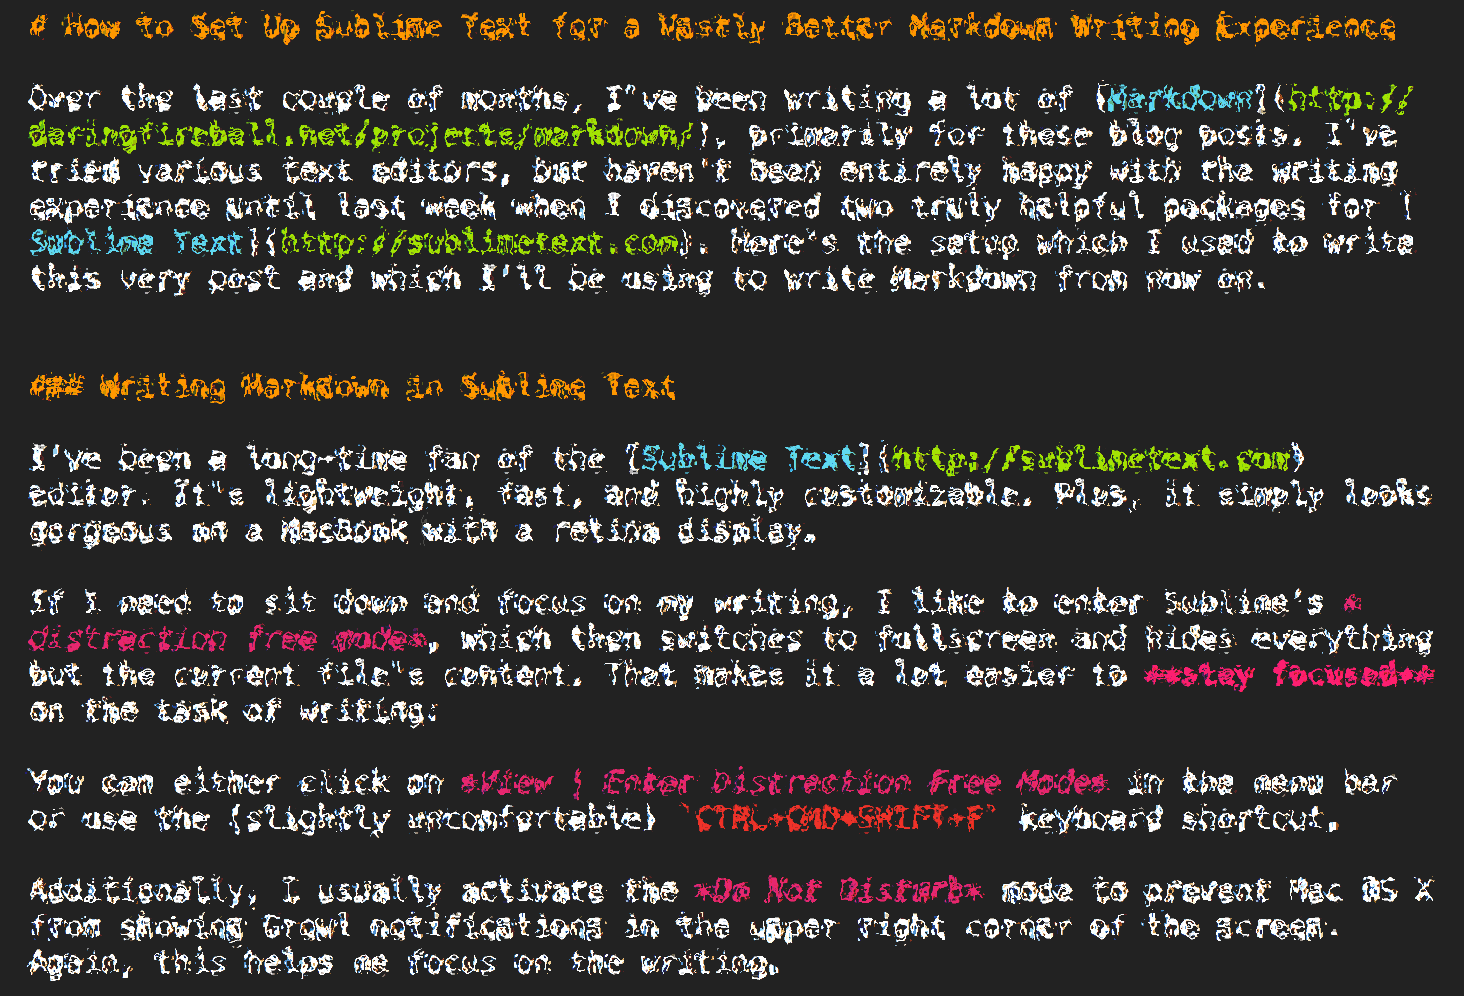 # How to Set Up Sublime Text for a Vastly Better Markdown Writing Experience
Over the last couple of months, I've been writing a lot of [Markdown](http://
daringfireball.net/projects/markdown/), primarily for these blog posts. I've
tried various text editors, but haven't been entirely happy with the writing
experience until last week when I discovered two truly helpful packages for [
Sublime Text](http://sublimetext.com). Here's the setup which I used to write
this very post and which I'll be using to write Markdown from now on.
### Writing Markdown in Sublime Text
I've been a long-time fan of the [Sublime Text](http://sublimetext.com)
editor. It's lightweight, fast, and highly customizable. Plus, it simply looks
gorgeous on a MacBook with a retina display.
If I need to sit down and focus on my writing, I like to enter Sublime's *
distraction free mode*, which then switches to fullscreen and hides everything
but the current file's content. That makes it a lot easier to **stay focused**
on the task of writing.
You can either click on *View | Enter Distraction Free Mode* in the menu bar
or use the (slightly uncomfortable) `CTRL+CMD+SHIFT+F` keyboard shortcut.
Additionally, I usually activate the *Do Not Disturb* mode to prevent Mac OS X
from showing Growl notifications in the upper right corner of the screen.
Again, this helps me focus on the writing.